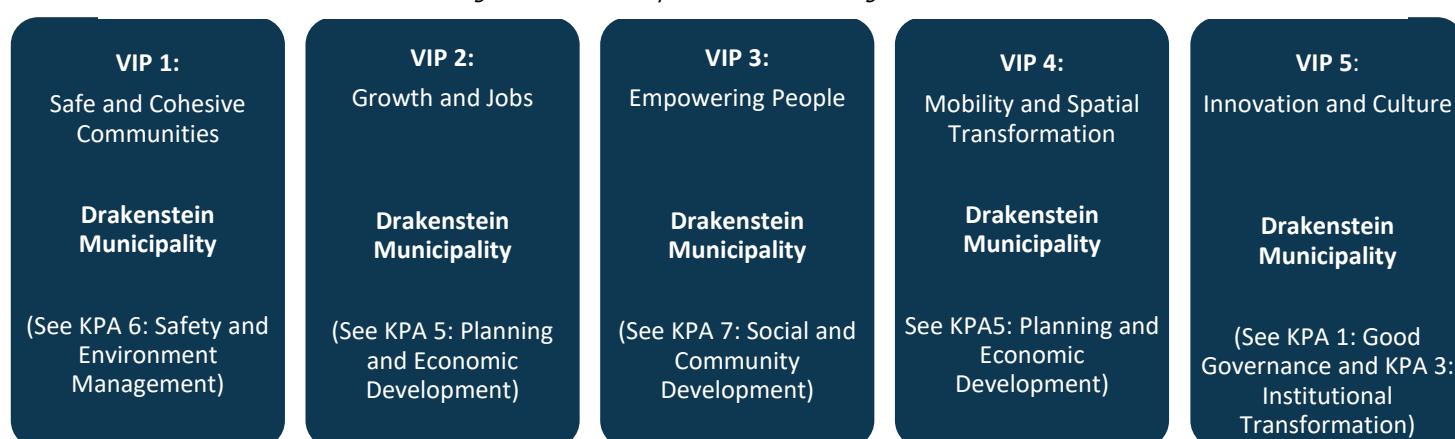 VIP 1:
Safe and Cohesive
Communities
Drakenstein
Municipality
(See KPA 6: Safety and
Environment
Management)
VIP 2:
Growth and Jobs
Drakenstein
Municipality
(See KPA 5: Planning
and Economic
Development)
VIP 3:
Empowering People
Drakenstein
Municipality
(See KPA 7: Social and
Community
Development)
VIP 4:
Mobility and Spatial
Transformation
Drakenstein
Municipality
See KPA5: Planning and
Economic
Development)
VIP 5:
Innovation and Culture
Drakenstein
Municipality
(See KPA 1: Good
Governance and KPA 3:
Institutional
Transformation)